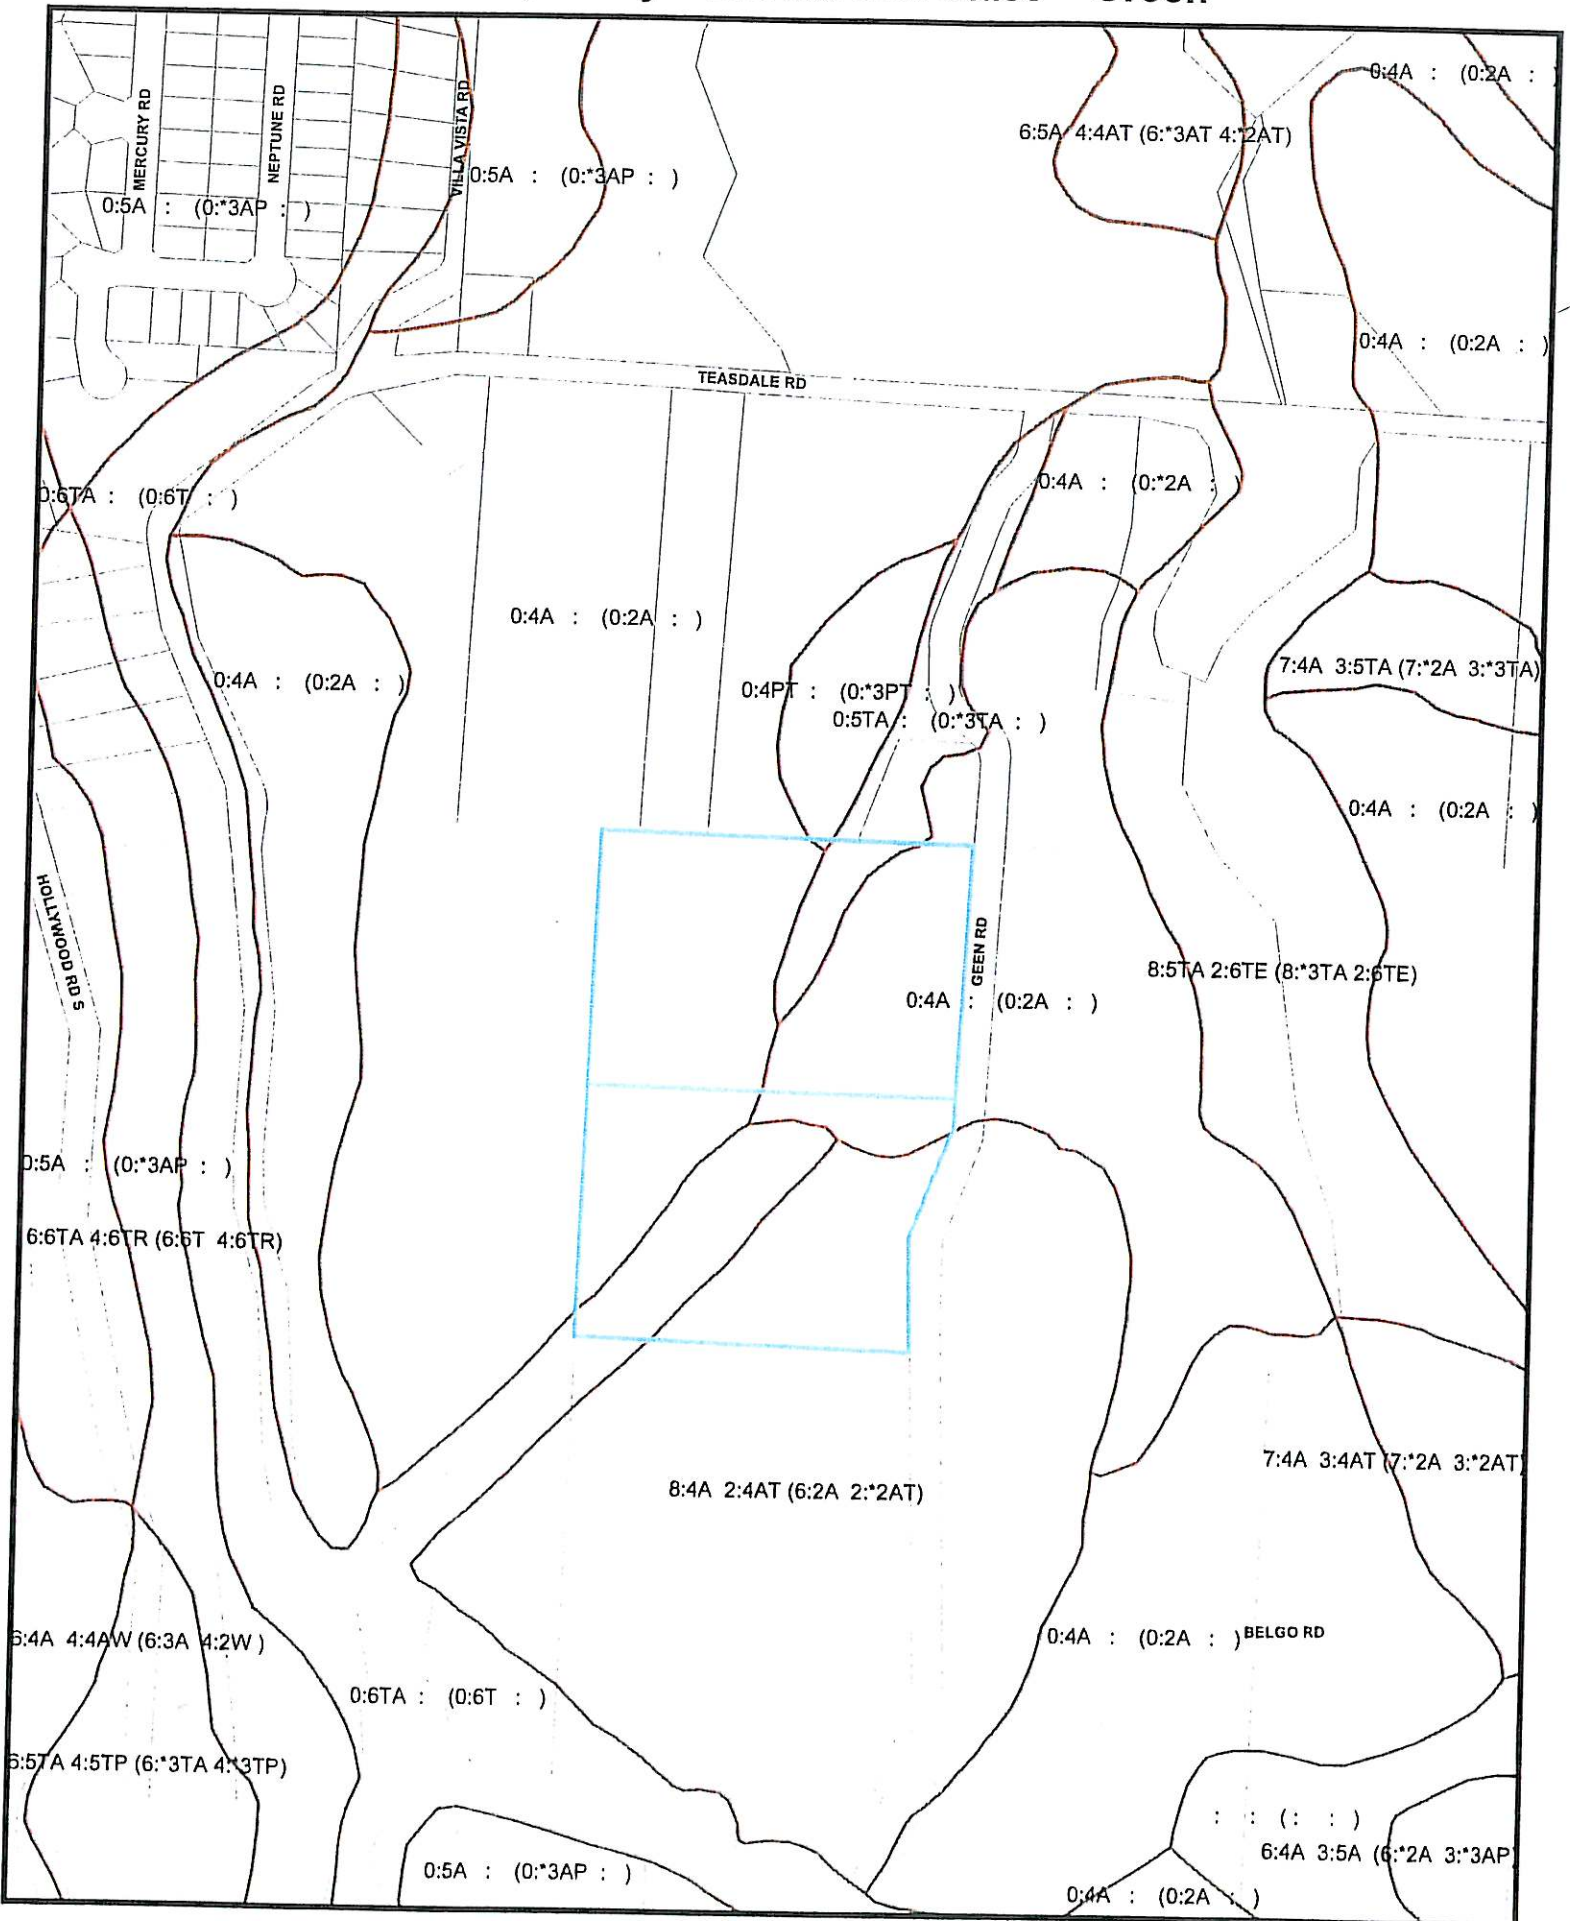 0:4A : (0:2A : )
6:5A 4:4AT (6:*3AT 4:*2AT)
MERCURY RD
NEPTUNE RD
VILLA VISTA RD
0:5A : (0:*3AP : )
0:5A : (0:*3AP : )
0:4A : (0:2A : )
TEASDALE RD
0:4A : (0:*2A : )
0:6TA : (0:6T : )
0:4A : (0:2A : )
7:4A 3:5TA (7:*2A 3:*3TA)
0:4A : (0:2A : )
0:4PT : (0:*3PT : )
0:5TA : (0:*3TA : )
0:4A : (0:2A : )
HOLLYWOOD RD S
GEEN RD
8:5TA 2:6TE (8:*3TA 2:6TE)
0:4A : (0:2A : )
0:5A : (0:*3AP : )
6:6TA 4:6TR (6:6T 4:6TR)
7:4A 3:4AT (7:*2A 3:*2AT)
8:4A 2:4AT (6:2A 2:*2AT)
0:4A : (0:2A : )
BELGO RD
6:4A 4:4AW (6:3A 4:2W )
0:6TA : (0:6T : )
6:5TA 4:5TP (6:*3TA 4:*3TP)
: : (: : )
6:4A 3:5A (6:*2A 3:*3AP)
0:5A : (0:*3AP : )
0:4A : (0:2A : )